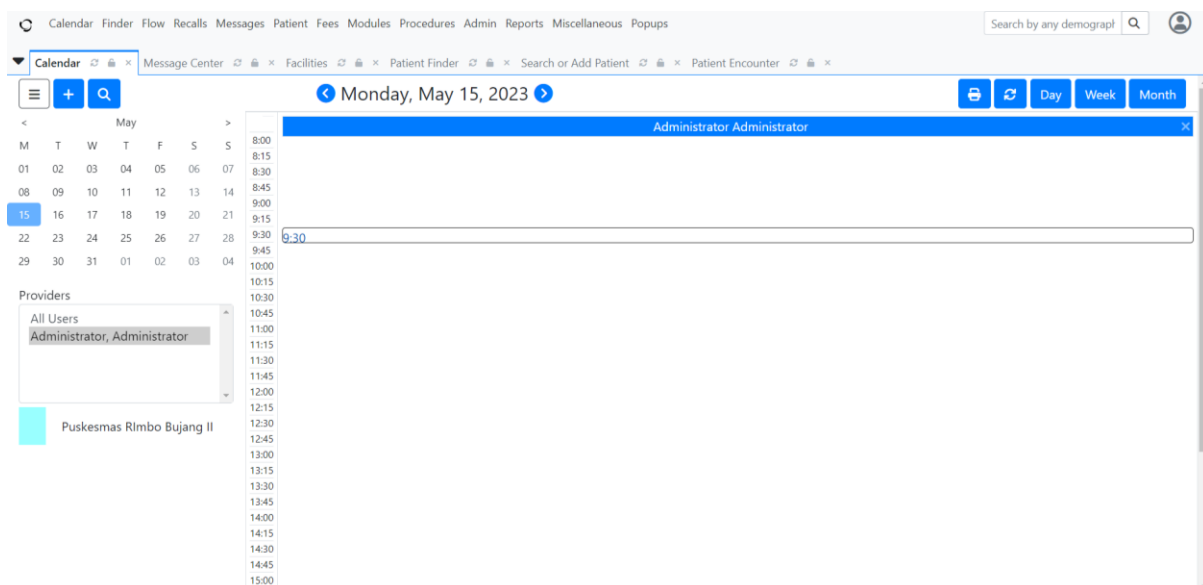 Calendar Finder Flow Recalls Messages Patient Fees Modules Procedures Admin Reports Miscellaneous Popups
Search by any demograph
Calendar Message Center Facilities Patient Finder Search or Add Patient Patient Encounter
Monday, May 15, 2023
Day Week Month
< May >
M T W T F S S
01 02 03 04 05 06 07
08 09 10 11 12 13 14
15 16 17 18 19 20 21
22 23 24 25 26 27 28
29 30 31 01 02 03 04
Providers
All Users
Administrator, Administrator
Puskesmas RImbo Bujang II
Administrator Administrator
8:00
8:15
8:30
8:45
9:00
9:15
9:30 9:30
9:45
10:00
10:15
10:30
10:45
11:00
11:15
11:30
11:45
12:00
12:15
12:30
12:45
13:00
13:15
13:30
13:45
14:00
14:15
14:30
14:45
15:00